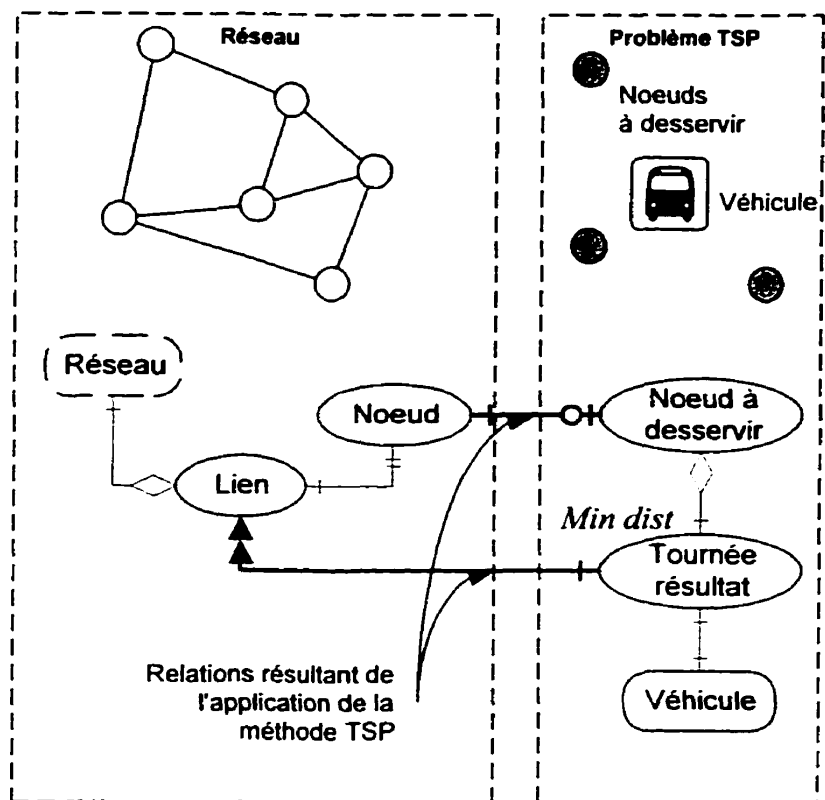 Réseau
Problème TSP
Noeuds
à desservir
Véhicule
Réseau
Noeud
Noeud à
desservir
Lien
Min dist
Tournée
résultat
Relations résultant de
l'application de la
méthode TSP
Véhicule